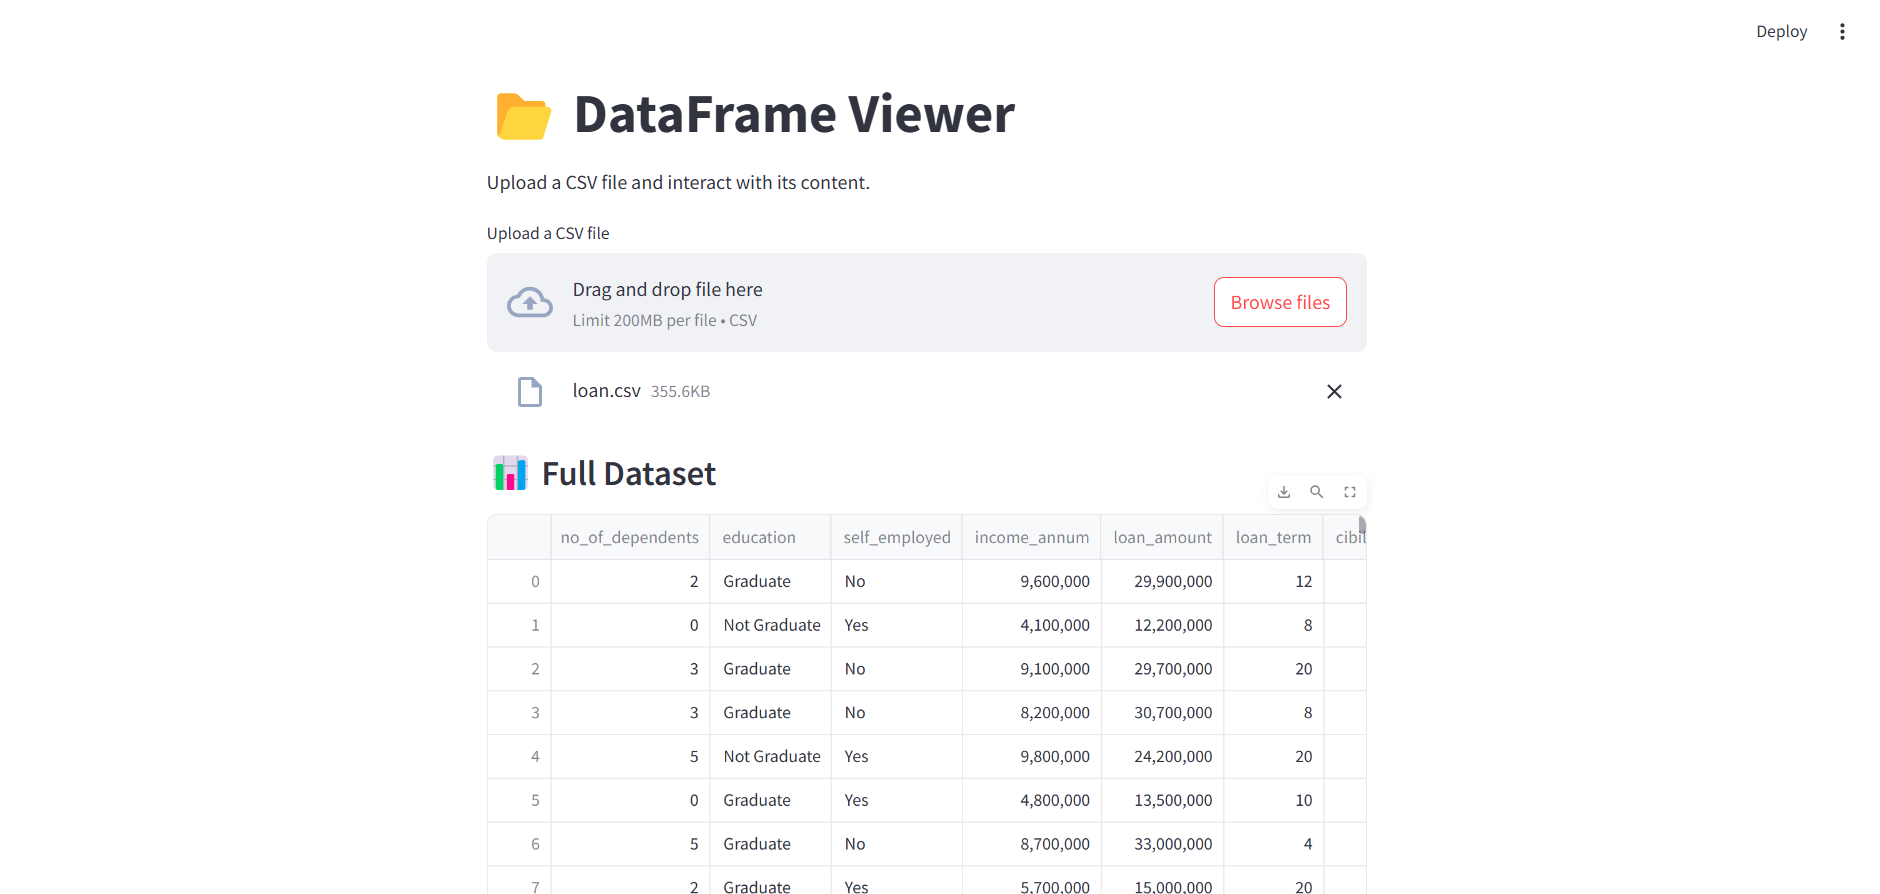 Deploy
DataFrame Viewer
Upload a CSV file and interact with its content.
Upload a CSV file
Drag and drop file here
Limit 200MB per file • CSV
Browse files
loan.csv 355.6KB
Full Dataset
no_of_dependents education self_employed income_annum loan_amount loan_term cibil
0 2 Graduate No 9,600,000 29,900,000 12
1 0 Not Graduate Yes 4,100,000 12,200,000 8
2 3 Graduate No 9,100,000 29,700,000 20
3 3 Graduate No 8,200,000 30,700,000 8
4 5 Not Graduate Yes 9,800,000 24,200,000 20
5 0 Graduate Yes 4,800,000 13,500,000 10
6 5 Graduate No 8,700,000 33,000,000 4
7 2 Graduate Yes 5,700,000 15,000,000 20